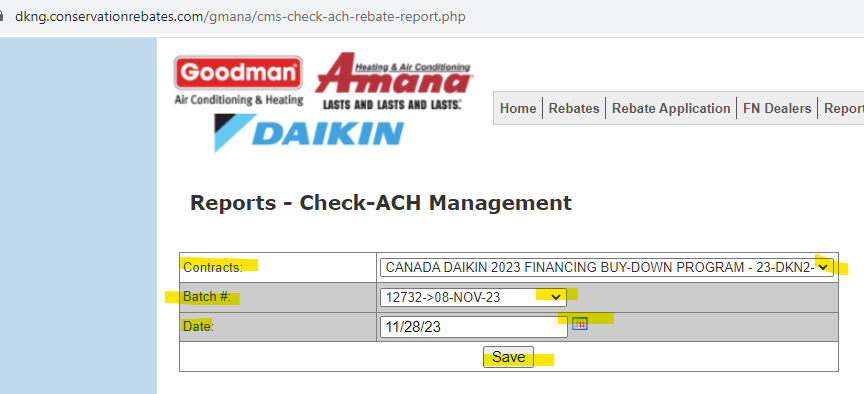 dkng.conservationrebates.com/gmana/cms-check-ach-rebate-report.php
Goodman®
Air Conditioning & Heating
Heating & Air Conditioning
Amana
LASTS AND LASTS AND LASTS.®
DAIKIN
Home Rebates Rebate Application FN Dealers Report
Reports - Check-ACH Management
Contracts: CANADA DAIKIN 2023 FINANCING BUY-DOWN PROGRAM - 23-DKN2-
Batch #: 12732->08-NOV-23
Date: 11/28/23
Save